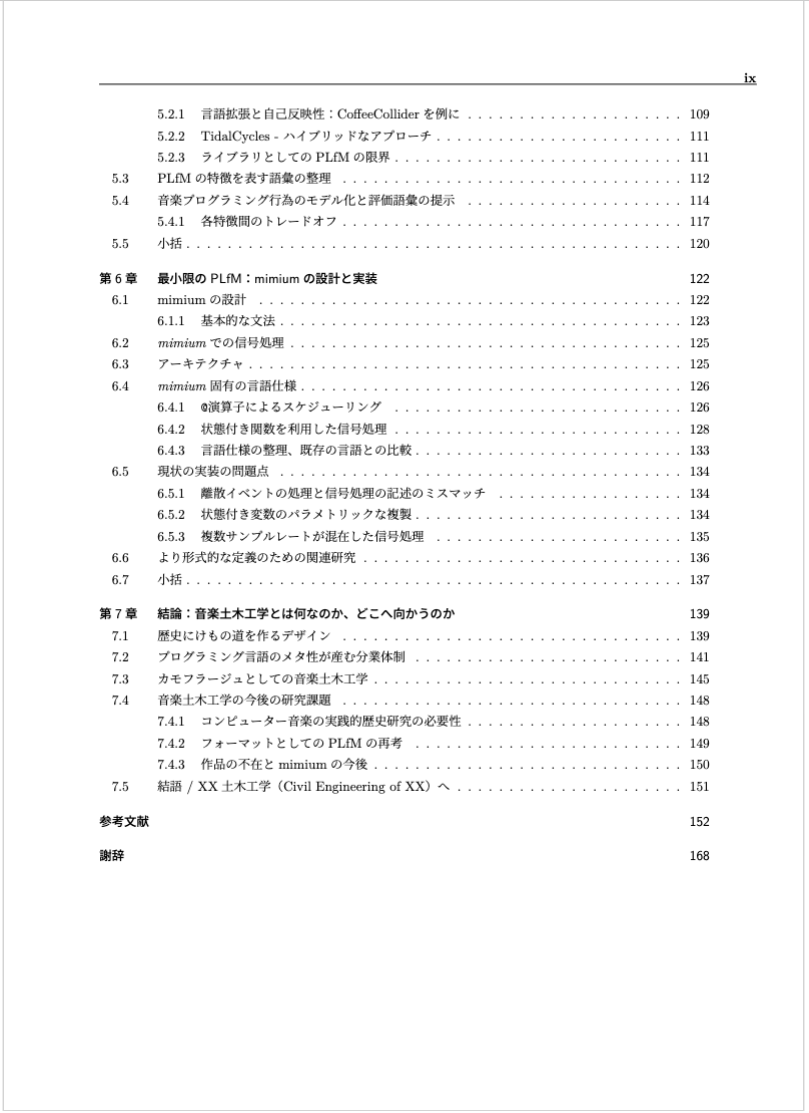 ix
5.2.1 言語拡張と自己反映性：CoffeeCollider を例に . . . . . . . . . . . . . . . . . . . . . 109
5.2.2 TidalCycles - ハイブリッドなアプローチ . . . . . . . . . . . . . . . . . . . . . . . 111
5.2.3 ライブラリとしての PLfM の限界 . . . . . . . . . . . . . . . . . . . . . . . . . . . 111
5.3 PLfM の特徴を表す語彙の整理 . . . . . . . . . . . . . . . . . . . . . . . . . . . . . . . 112
5.4 音楽プログラミング行為のモデル化と評価語彙の提示 . . . . . . . . . . . . . . . . . . . . . 114
5.4.1 各特徴間のトレードオフ . . . . . . . . . . . . . . . . . . . . . . . . . . . . . . . 117
5.5 小括 . . . . . . . . . . . . . . . . . . . . . . . . . . . . . . . . . . . . . . . . . . . 120
第 6 章 最小限の PLfM：mimium の設計と実装 122
6.1 mimium の設計 . . . . . . . . . . . . . . . . . . . . . . . . . . . . . . . . . . . . . . 122
6.1.1 基本的な文法 . . . . . . . . . . . . . . . . . . . . . . . . . . . . . . . . . . . . 123
6.2 mimium での信号処理 . . . . . . . . . . . . . . . . . . . . . . . . . . . . . . . . . . . 125
6.3 アーキテクチャ . . . . . . . . . . . . . . . . . . . . . . . . . . . . . . . . . . . . . . 125
6.4 mimium 固有の言語仕様 . . . . . . . . . . . . . . . . . . . . . . . . . . . . . . . . . . 126
6.4.1 @演算子によるスケジューリング . . . . . . . . . . . . . . . . . . . . . . . . . . . 126
6.4.2 状態付き関数を利用した信号処理 . . . . . . . . . . . . . . . . . . . . . . . . . . . 128
6.4.3 言語仕様の整理、既存の言語との比較 . . . . . . . . . . . . . . . . . . . . . . . . . 133
6.5 現状の実装の問題点 . . . . . . . . . . . . . . . . . . . . . . . . . . . . . . . . . . . . 134
6.5.1 離散イベントの処理と信号処理の記述のミスマッチ . . . . . . . . . . . . . . . . . . . 134
6.5.2 状態付き変数のパラメトリックな複製 . . . . . . . . . . . . . . . . . . . . . . . . . 134
6.5.3 複数サンプルレートが混在した信号処理 . . . . . . . . . . . . . . . . . . . . . . . . 135
6.6 より形式的な定義のための関連研究 . . . . . . . . . . . . . . . . . . . . . . . . . . . . . 136
6.7 小括 . . . . . . . . . . . . . . . . . . . . . . . . . . . . . . . . . . . . . . . . . . . 137
第 7 章 結論：音楽土木工学とは何なのか、どこへ向かうのか 139
7.1 歴史にけもの道を作るデザイン . . . . . . . . . . . . . . . . . . . . . . . . . . . . . . . 139
7.2 プログラミング言語のメタ性が産む分業体制 . . . . . . . . . . . . . . . . . . . . . . . . . 141
7.3 カモフラージュとしての音楽土木工学 . . . . . . . . . . . . . . . . . . . . . . . . . . . . 145
7.4 音楽土木工学の今後の研究課題 . . . . . . . . . . . . . . . . . . . . . . . . . . . . . . . 148
7.4.1 コンピューター音楽の実践的歴史研究の必要性 . . . . . . . . . . . . . . . . . . . . . 148
7.4.2 フォーマットとしての PLfM の再考 . . . . . . . . . . . . . . . . . . . . . . . . . . 149
7.4.3 作品の不在と mimium の今後 . . . . . . . . . . . . . . . . . . . . . . . . . . . . . 150
7.5 結語 / XX 土木工学（Civil Engineering of XX）へ . . . . . . . . . . . . . . . . . . . . . . 151
参考文献 152
謝辞 168